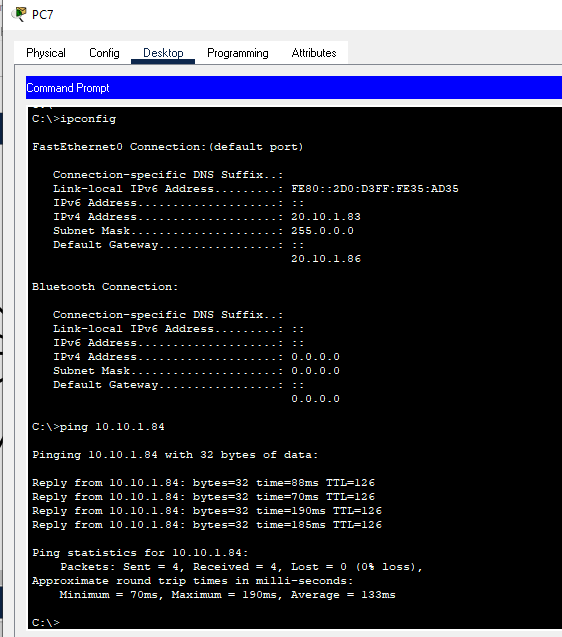 PC7
Physical Config Desktop Programming Attributes
Command Prompt
C:\>ipconfig
FastEthernet0 Connection:(default port)
Connection-specific DNS Suffix..:
Link-local IPv6 Address.........: FE80::2D0:D3FF:FE35:AD35
IPv6 Address....................: ::
IPv4 Address....................: 20.10.1.83
Subnet Mask.....................: 255.0.0.0
Default Gateway.................: ::
20.10.1.86
Bluetooth Connection:
Connection-specific DNS Suffix..:
Link-local IPv6 Address.........: ::
IPv6 Address....................: ::
IPv4 Address....................: 0.0.0.0
Subnet Mask.....................: 0.0.0.0
Default Gateway.................: ::
0.0.0.0
C:\>ping 10.10.1.84
Pinging 10.10.1.84 with 32 bytes of data:
Reply from 10.10.1.84: bytes=32 time=88ms TTL=126
Reply from 10.10.1.84: bytes=32 time=70ms TTL=126
Reply from 10.10.1.84: bytes=32 time=190ms TTL=126
Reply from 10.10.1.84: bytes=32 time=185ms TTL=126
Ping statistics for 10.10.1.84:
Packets: Sent = 4, Received = 4, Lost = 0 (0% loss),
Approximate round trip times in milli-seconds:
Minimum = 70ms, Maximum = 190ms, Average = 133ms
C:\>